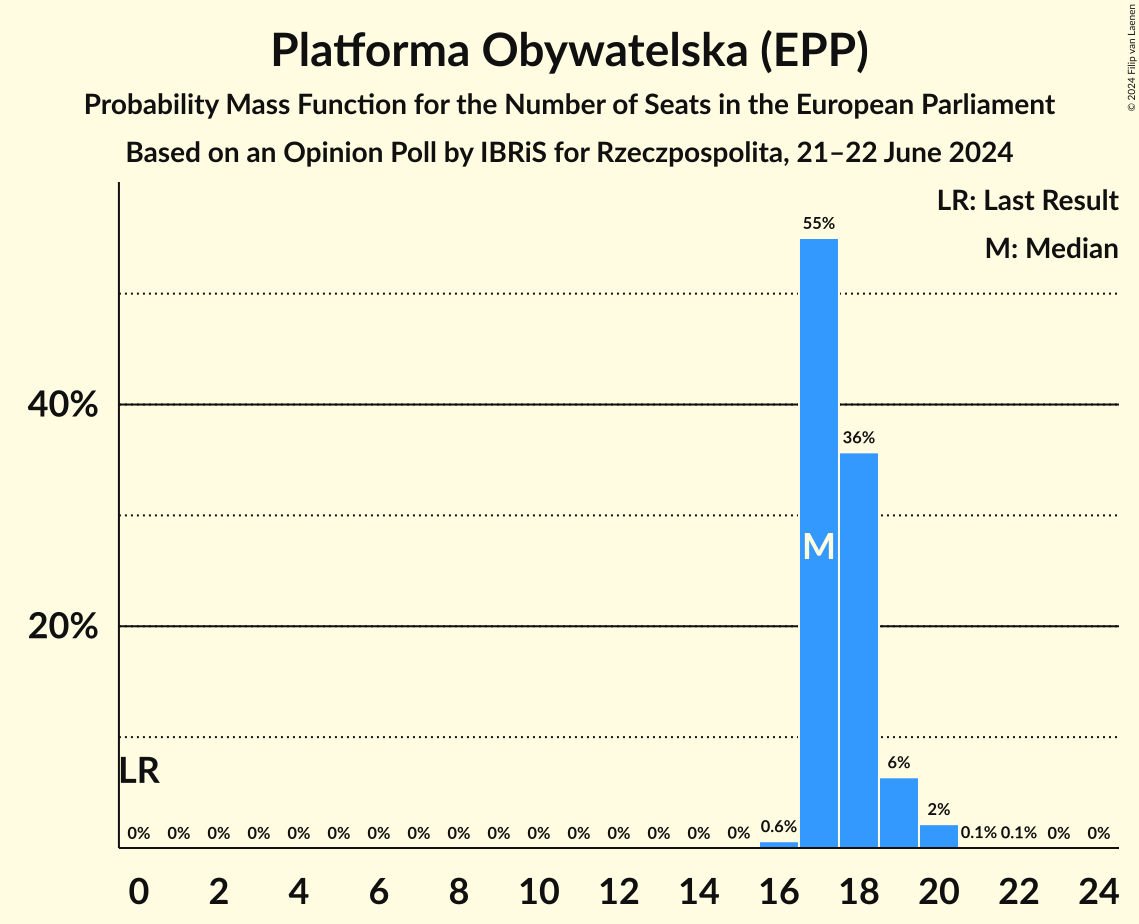 Platforma Obywatelska (EPP)
Probability Mass Function for the Number of Seats in the European Parliament
Based on an Opinion Poll by IBRiS for Rzeczpospolita, 21–22 June 2024
© 2024 Filip van Laenen
LR: Last Result
M: Median
55%
40%
36%
M
20%
LR
6%
2%
0% 0% 0% 0% 0% 0% 0% 0% 0% 0% 0% 0% 0% 0% 0% 0% 0.6% 0.1% 0.1% 0% 0%
0 2 4 6 8 10 12 14 16 18 20 22 24